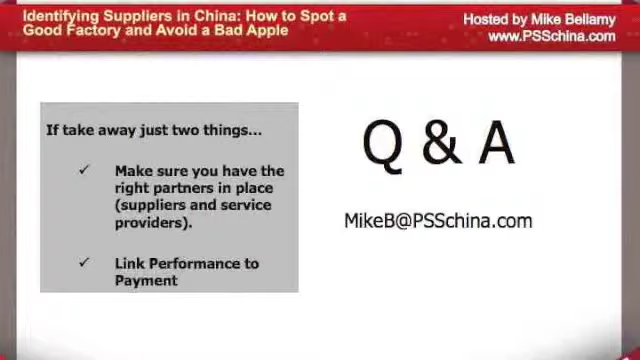 Identifying Suppliers in China: How to Spot a
Good Factory and Avoid a Bad Apple
Hosted by Mike Bellamy
www.PSSchina.com
If take away just two things...
✓ Make sure you have the
right partners in place
(suppliers and service
providers).
✓ Link Performance to
Payment
Q & A
MikeB@PSSchina.com